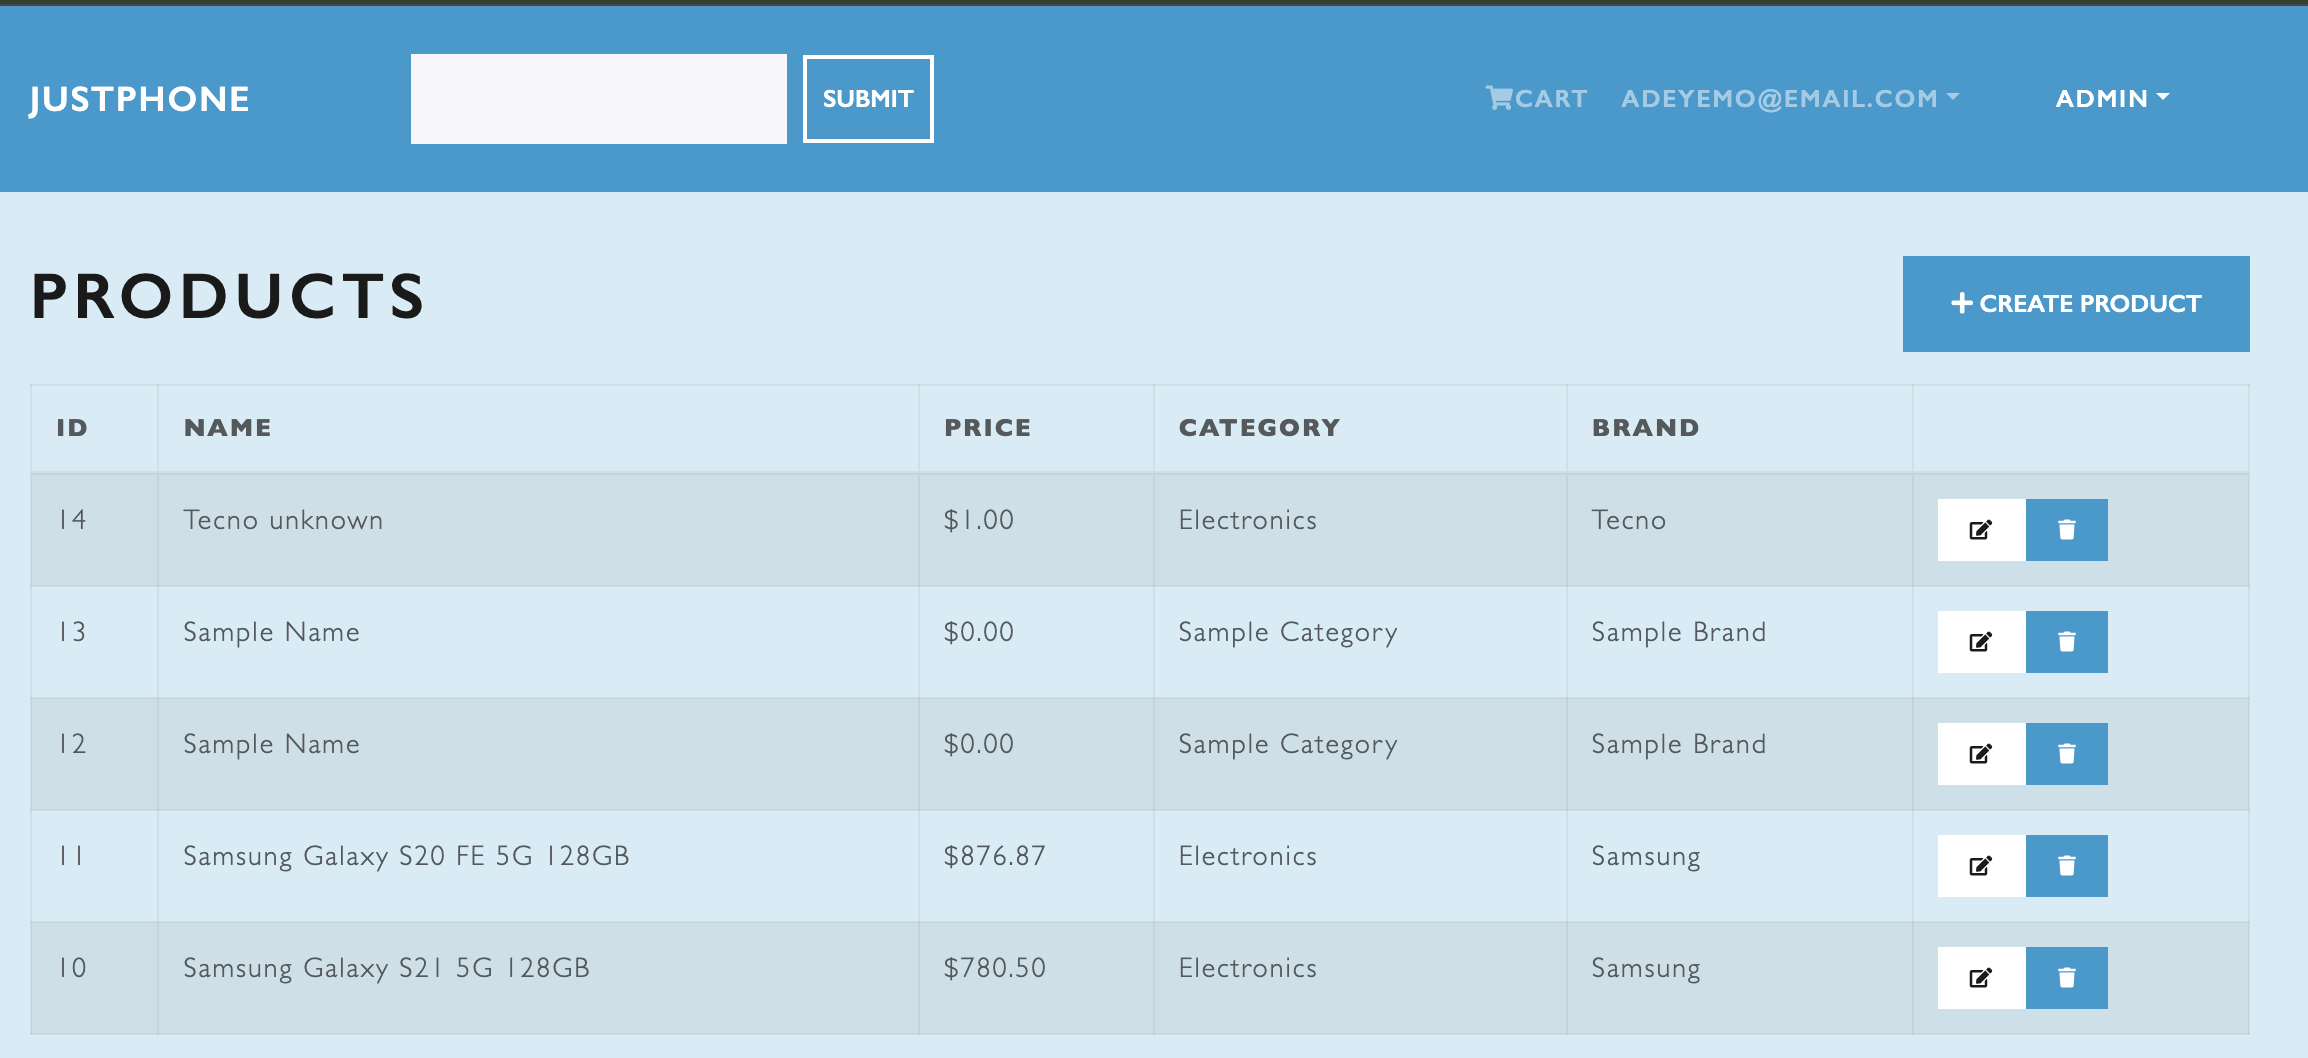 JUSTPHONE SUBMIT CART ADEYEMO@EMAIL.COM ADMIN
PRODUCTS
CREATE PRODUCT
ID NAME PRICE CATEGORY BRAND
14 Tecno unknown $1.00 Electronics Tecno
13 Sample Name $0.00 Sample Category Sample Brand
12 Sample Name $0.00 Sample Category Sample Brand
11 Samsung Galaxy S20 FE 5G 128GB $876.87 Electronics Samsung
10 Samsung Galaxy S21 5G 128GB $780.50 Electronics Samsung